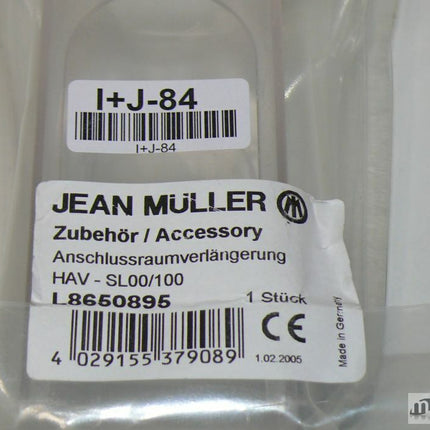 I+J-84
I+J-84
JEAN MÜLLER
Zubehör / Accessory
Anschlussraumverlängerung
HAV - SL00/100
L8650895 1 Stück
CE
4 029155 379089
1.02.2005
Made in Germany